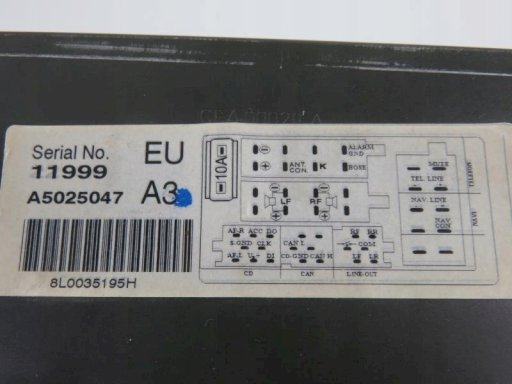 Serial No. EU
11999
A5025047 A3
8L0035195H
10A
ALARM
GND
ANT.
CON. K BOSE
LF RF
MUTE
TEL LINE
NAV. LINE
NAV.
CON
NAVI
AF.R ACC DO
S-GND CLK
AF.L U+ DI
CD
CAN L
CD-GND CAN H
CAN
RF RR
COM
LF LR
LINE-OUT